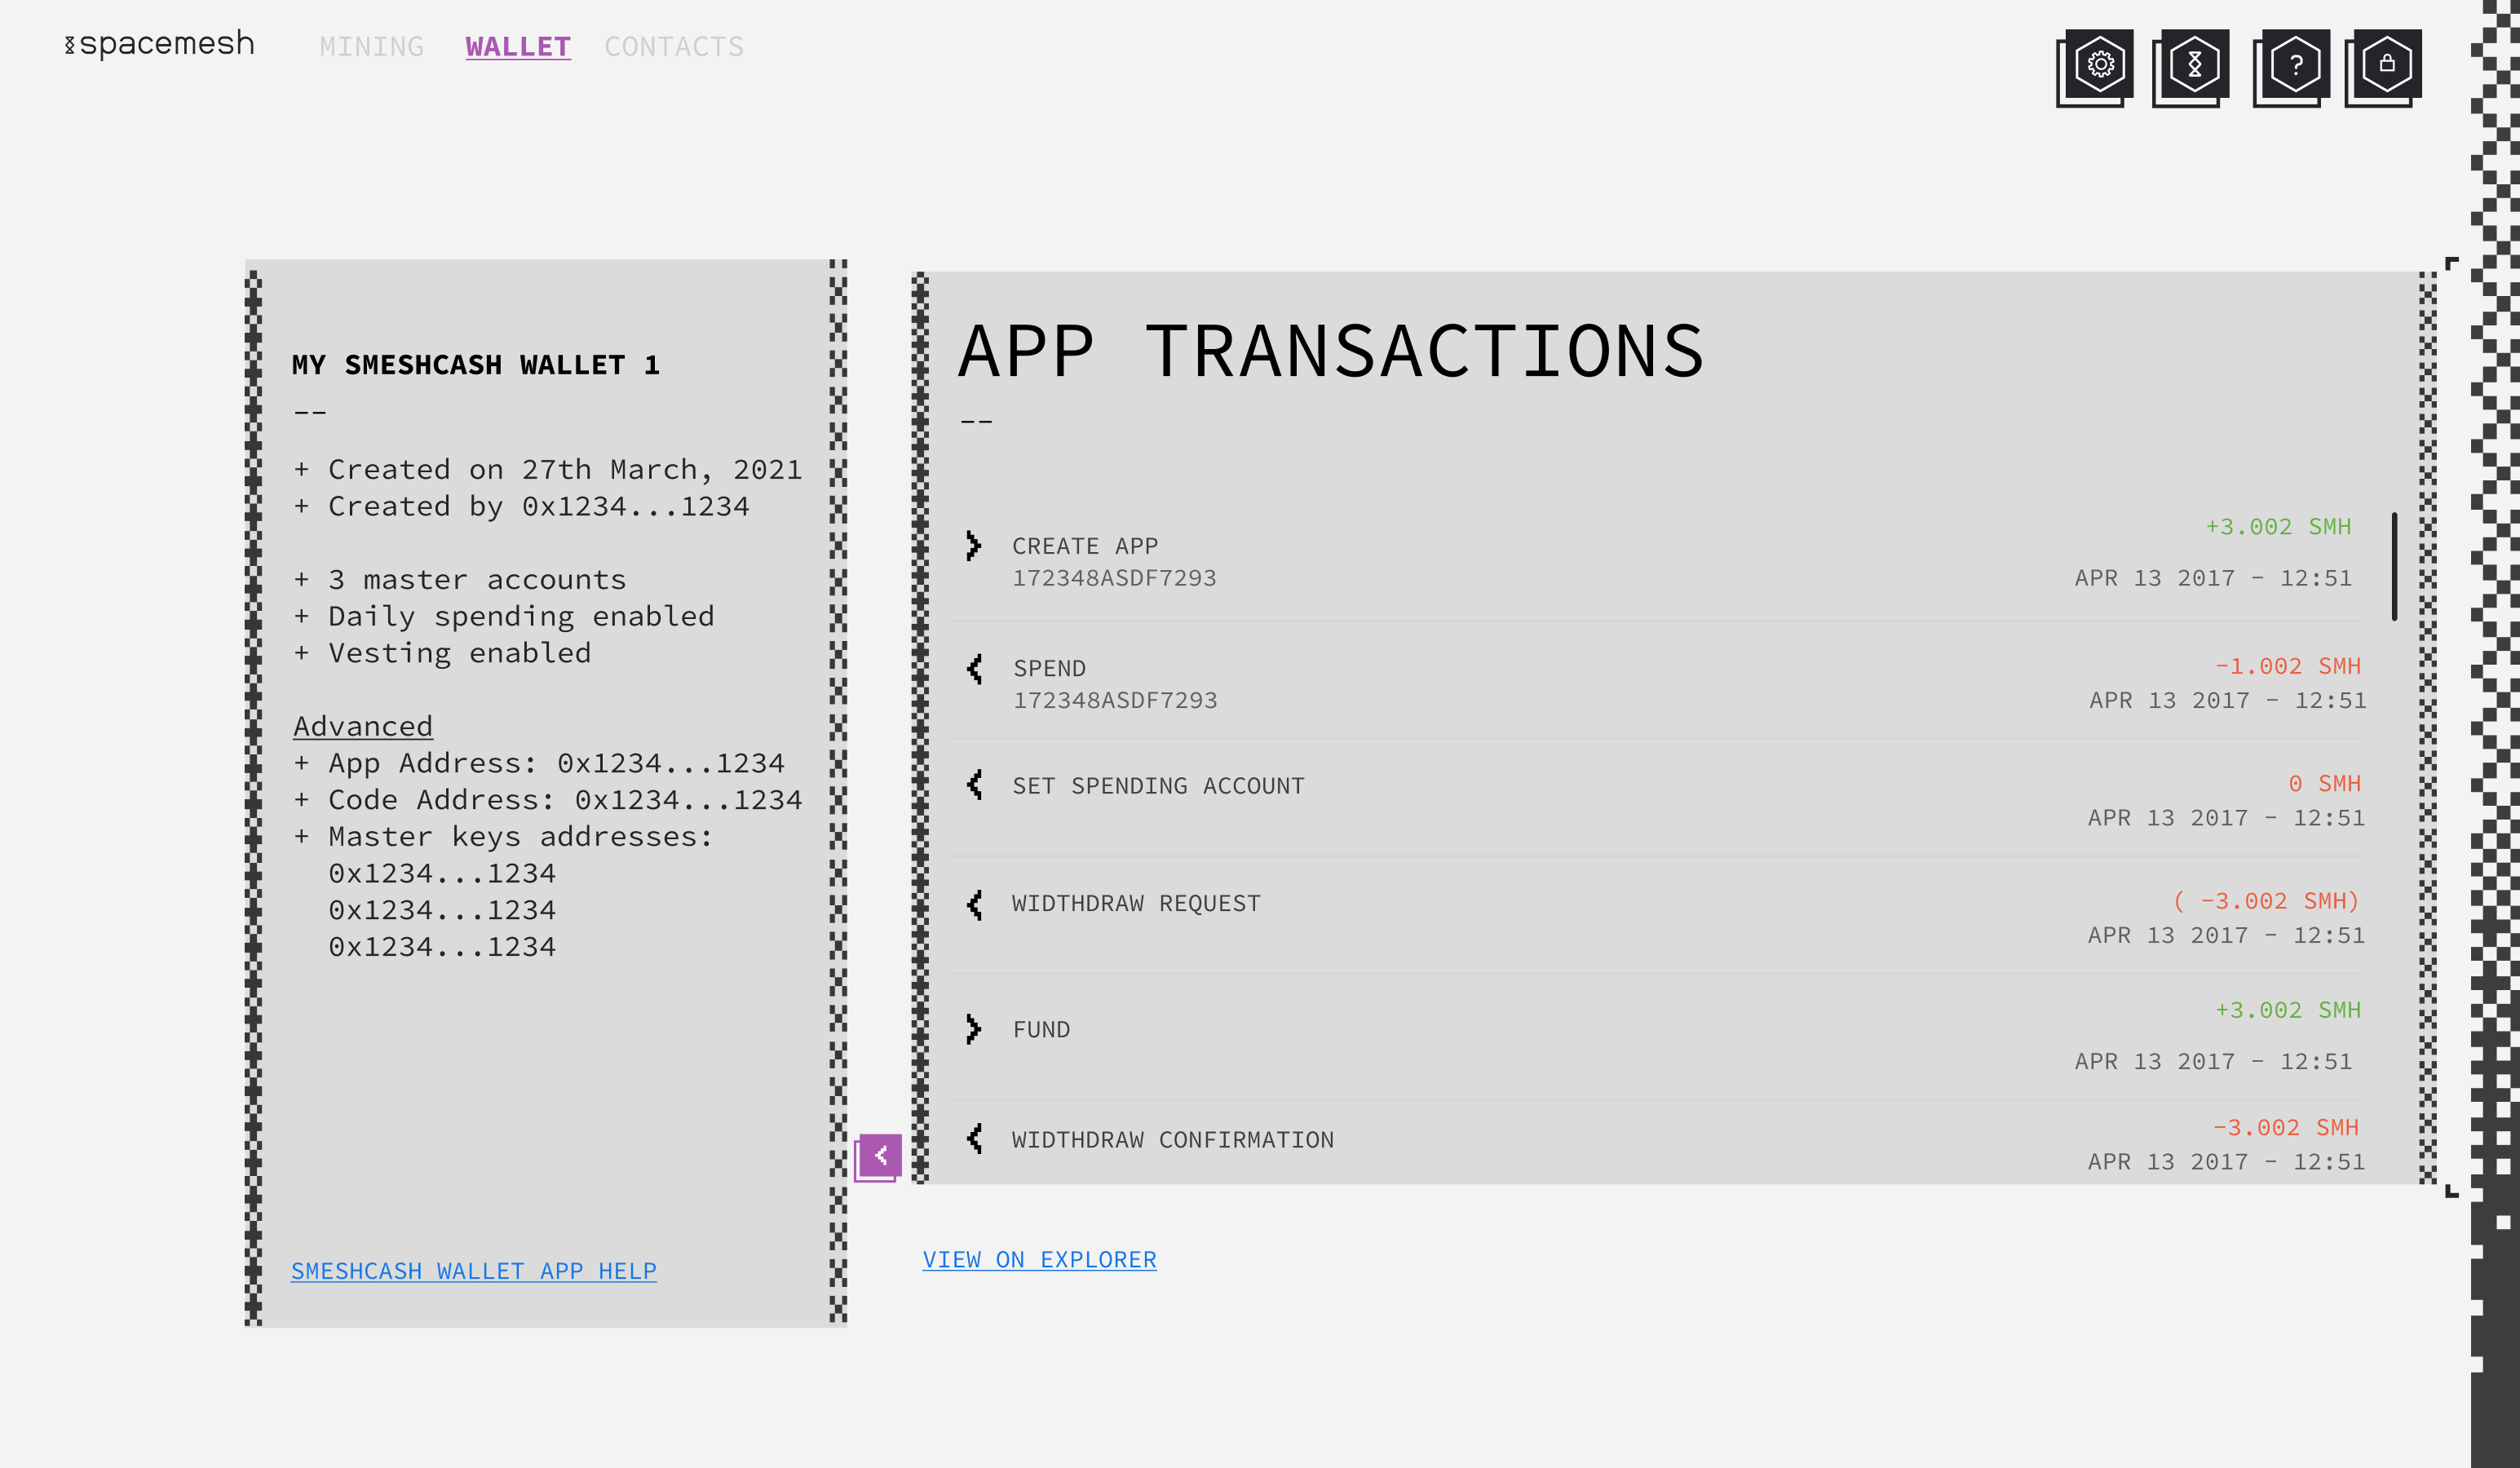 spacemesh
MINING WALLET CONTACTS
?
MY SMESHCASH WALLET 1
--
+ Created on 27th March, 2021
+ Created by 0x1234...1234
+ 3 master accounts
+ Daily spending enabled
+ Vesting enabled
Advanced
+ App Address: 0x1234...1234
+ Code Address: 0x1234...1234
+ Master keys addresses:
0x1234...1234
0x1234...1234
0x1234...1234
SMESHCASH WALLET APP HELP
APP TRANSACTIONS
--
CREATE APP
+3.002 SMH
172348ASDF7293
APR 13 2017 - 12:51
SPEND
-1.002 SMH
172348ASDF7293
APR 13 2017 - 12:51
SET SPENDING ACCOUNT
0 SMH
APR 13 2017 - 12:51
WIDTHDRAW REQUEST
( -3.002 SMH)
APR 13 2017 - 12:51
FUND
+3.002 SMH
APR 13 2017 - 12:51
WIDTHDRAW CONFIRMATION
-3.002 SMH
APR 13 2017 - 12:51
VIEW ON EXPLORER